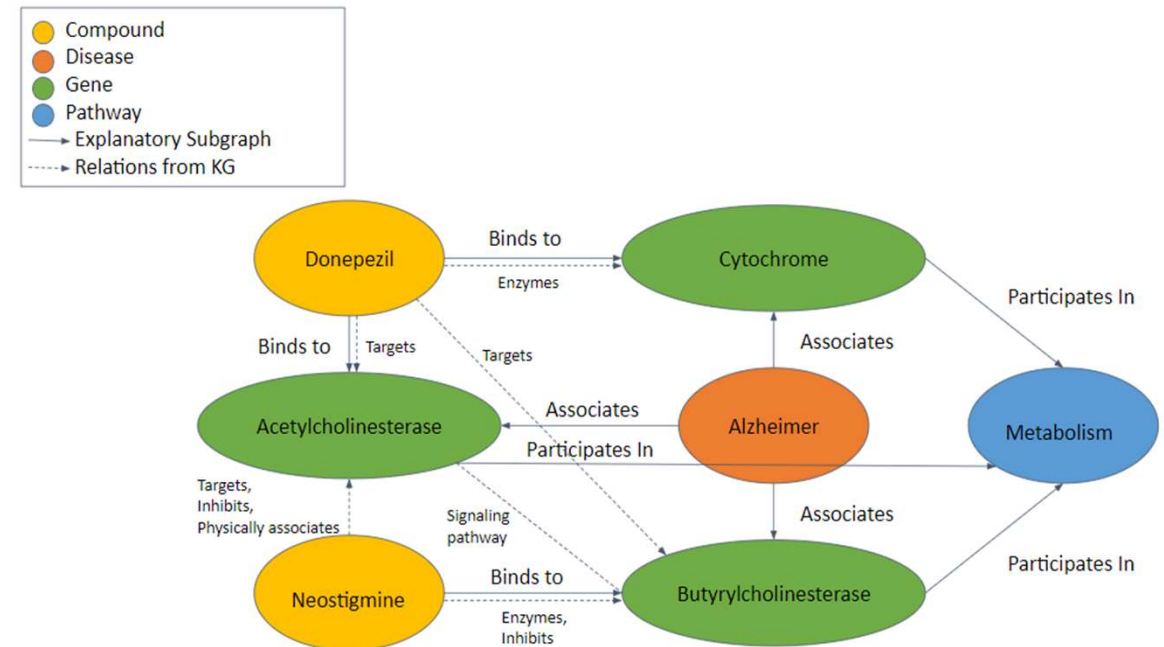 Compound
Disease
Gene
Pathway
Explanatory Subgraph
Relations from KG
Donepezil
Binds to
Enzymes
Cytochrome
Participates In
Binds to
Targets
Targets
Associates
Acetylcholinesterase
Associates
Alzheimer
Metabolism
Participates In
Targets,
Inhibits,
Physically associates
Signaling
pathway
Associates
Neostigmine
Binds to
Enzymes,
Inhibits
Butyrylcholinesterase
Participates In